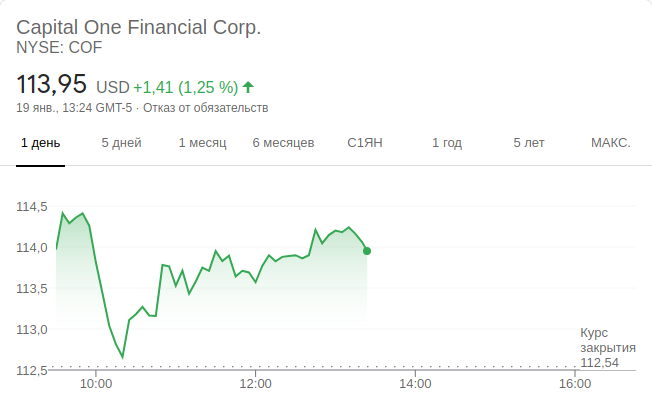 Capital One Financial Corp.
NYSE: COF
113,95 USD +1,41 (1,25 %)
19 янв., 13:24 GMT-5 · Отказ от обязательств
1 день 5 дней 1 месяц 6 месяцев С1ЯН 1 год 5 лет МАКС.
114,5
114,0
113,5
113,0
112,5
Курс
закрытия
112,54
10:00 12:00 14:00 16:00